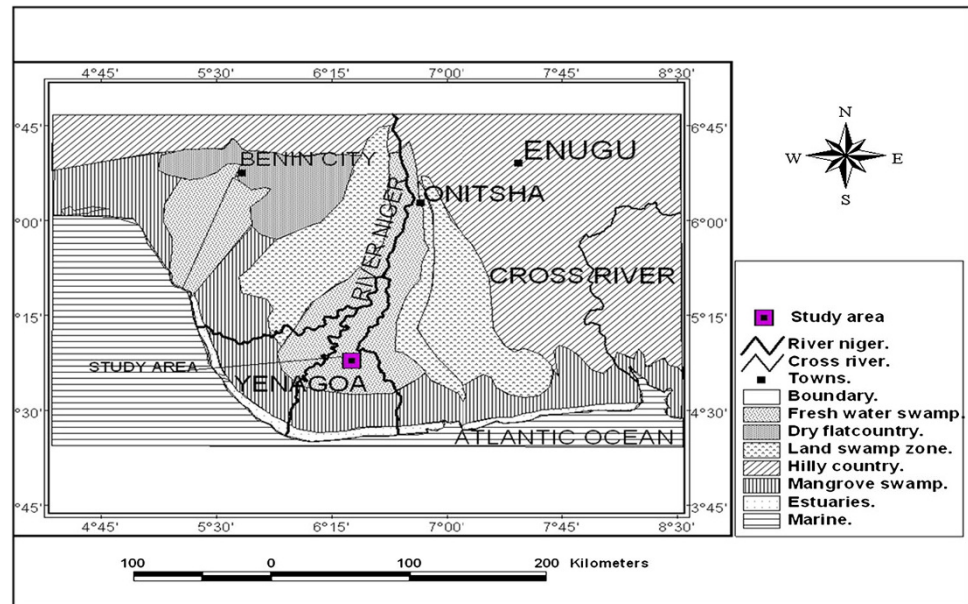 4°45' 5°30' 6°15' 7°00' 7°45' 8°30'
°45' 6°45'
BENIN CITY
ENUGU
ONITSHA
RIVER NIGER
°00' 6°00'
CROSS RIVER
°15' 5°15'
STUDY AREA
YENAGOA
°30' 4°30'
ATLANTIC OCEAN
°45' 3°45'
4°45' 5°30' 6°15' 7°00' 7°45' 8°30'
N
W E
S
Study area
River niger.
Cross river.
Towns.
Boundary.
Fresh water swamp.
Dry flatcountry.
Land swamp zone.
Hilly country.
Mangrove swamp.
Estuaries.
Marine.
100 0 100 200 Kilometers